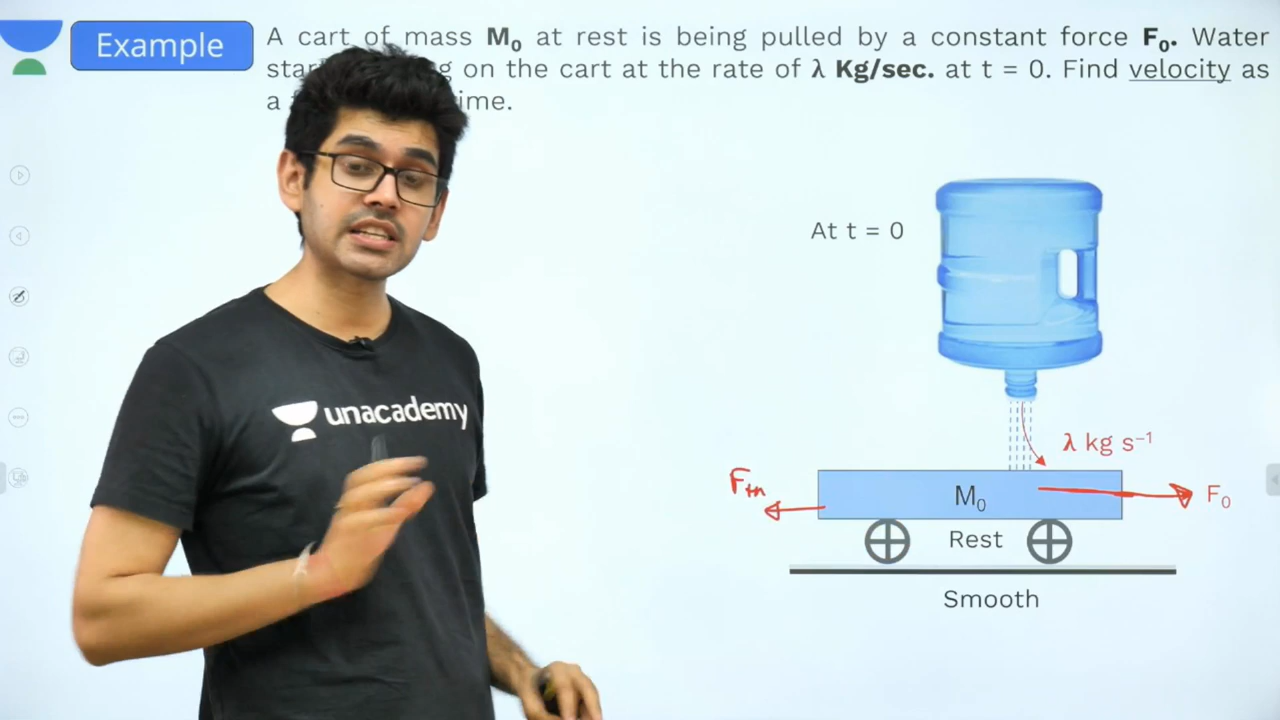 Example
A cart of mass M₀ at rest is being pulled by a constant force F₀. Water
on the cart at the rate of λ Kg/sec. at t = 0. Find velocity as
a
At t = 0
λ kg s⁻¹
M₀
F₀
Rest
Smooth
unacademy